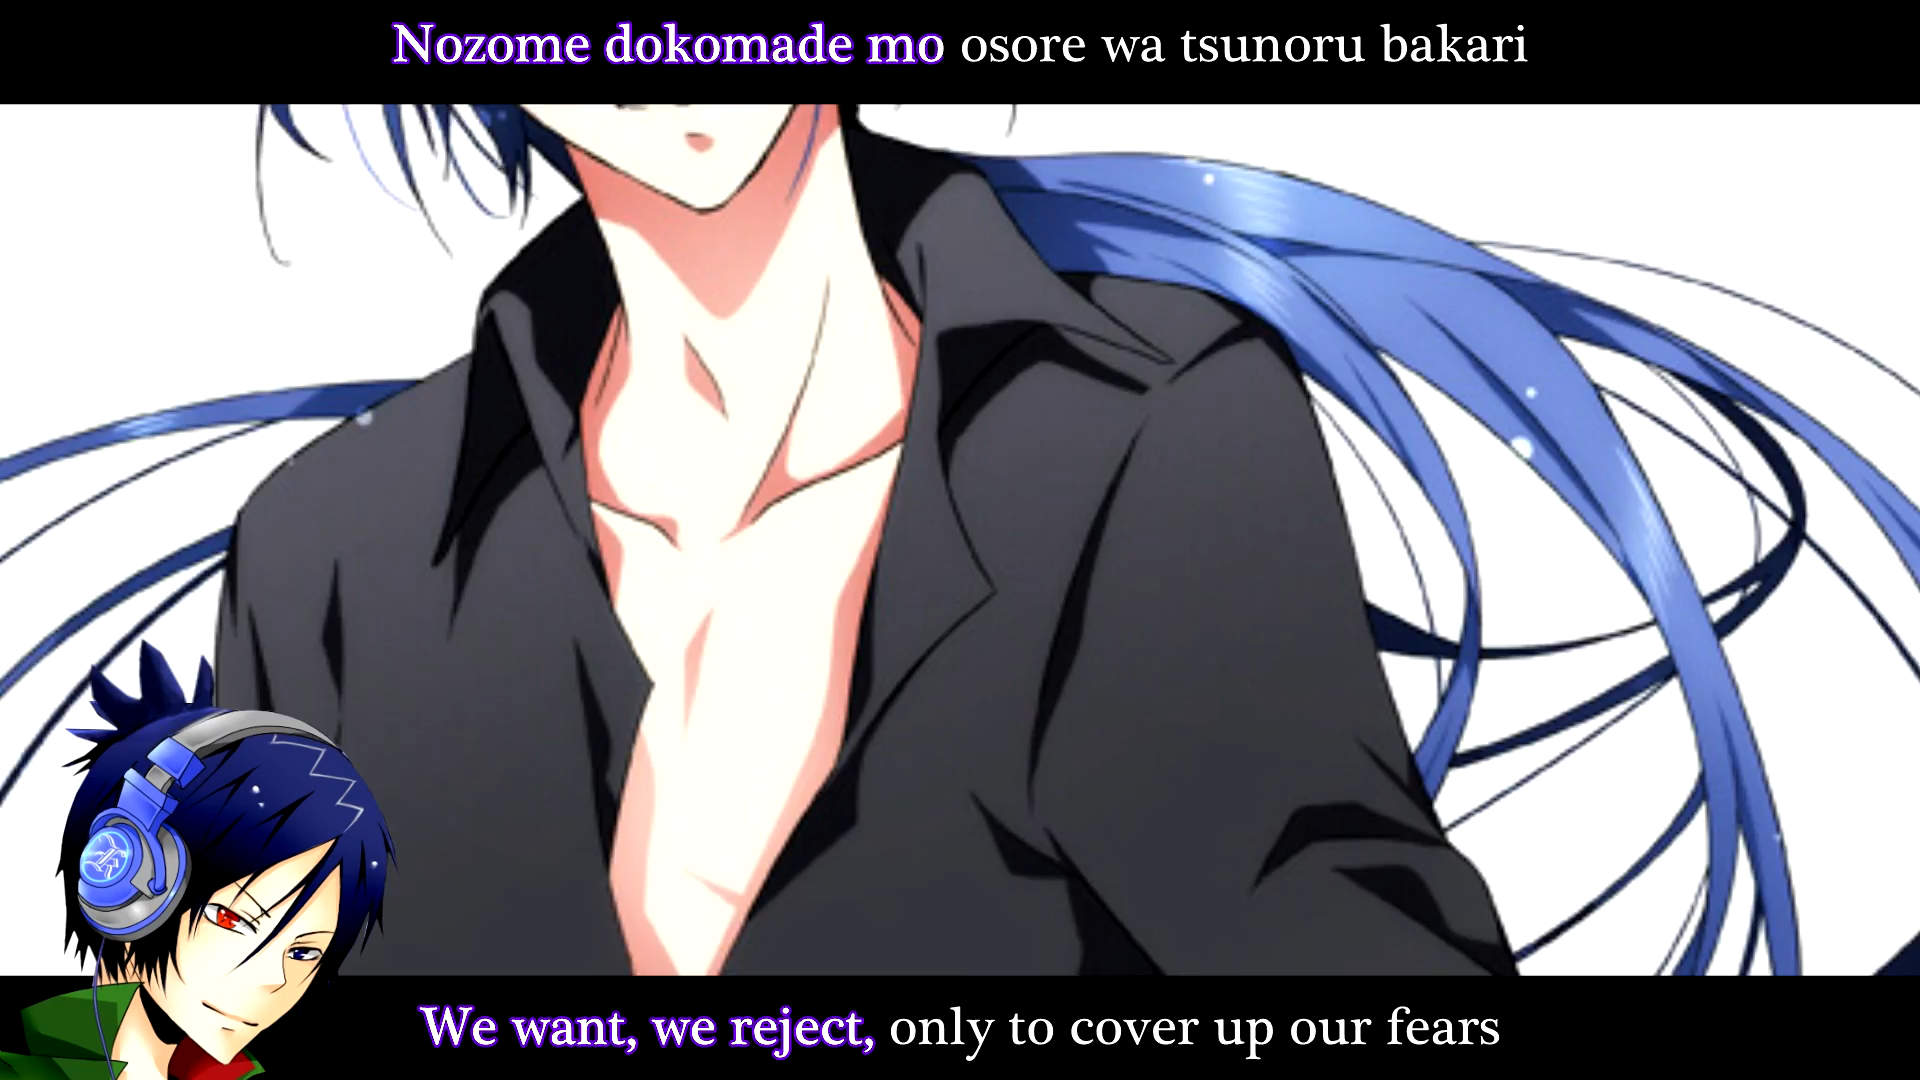 Nozome dokomade mo osore wa tsunoru bakari
We want, we reject, only to cover up our fears